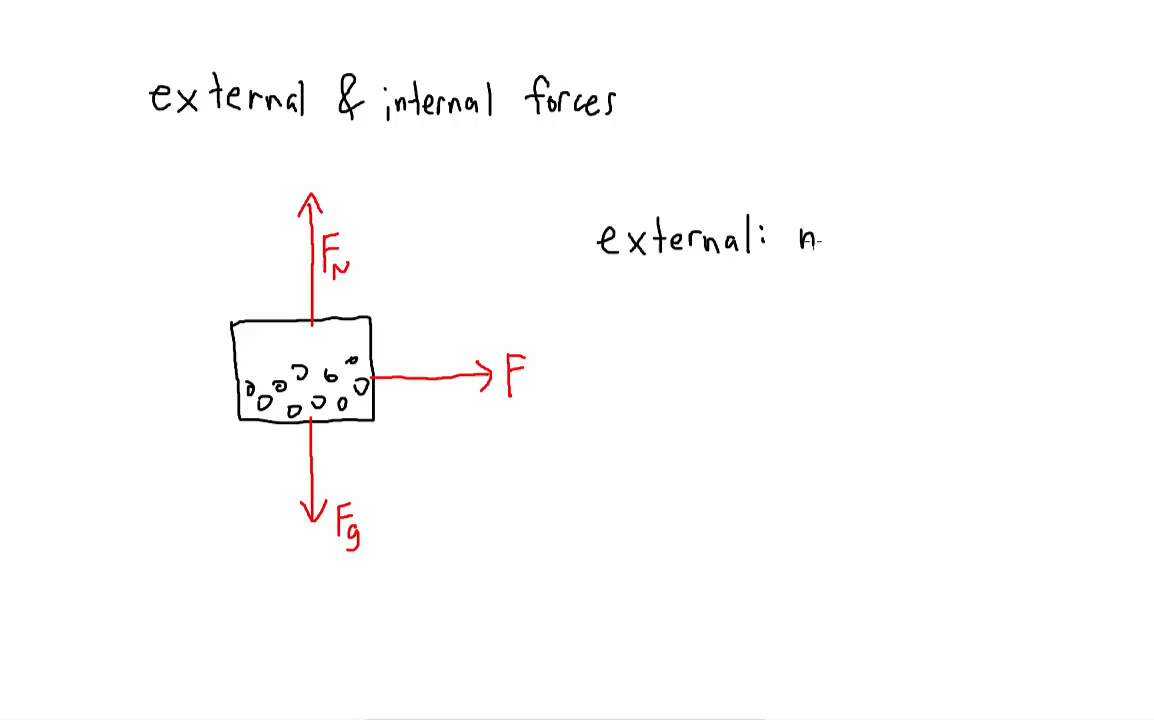 external & internal forces
F_N
external: n
F
F_g